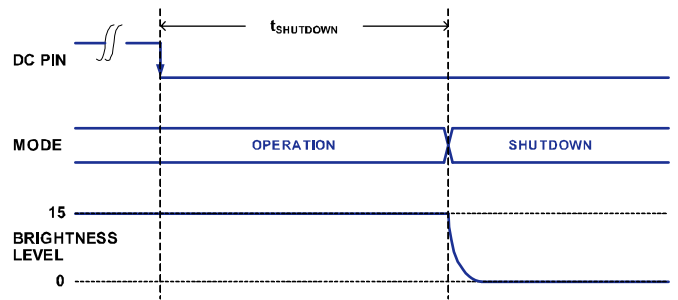 tSHUTDOWN
DC PIN
MODE
OPERATION
SHUTDOWN
15
BRIGHTNESS
LEVEL
0